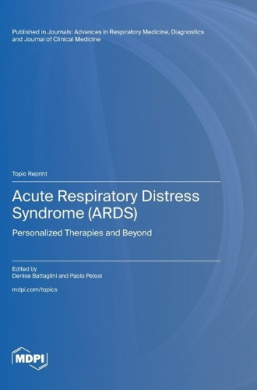 Published in Journals: Advances in Respiratory Medicine, Diagnostics
and Journal of Clinical Medicine
Topic Reprint
Acute Respiratory Distress
Syndrome (ARDS)
Personalized Therapies and Beyond
Edited by
Denise Battaglini and Paolo Pelosi
mdpi.com/topics
MDPI